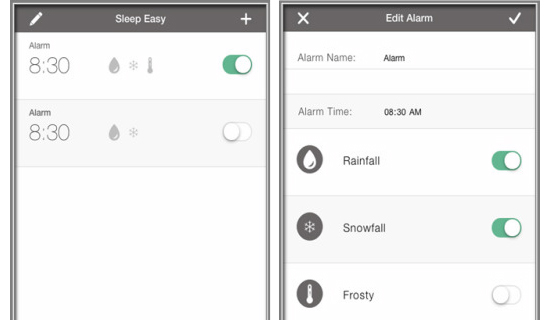 Sleep Easy
Alarm
8:30
Alarm
8:30
Edit Alarm
Alarm Name: Alarm
Alarm Time: 08:30 AM
Rainfall
Snowfall
Frosty